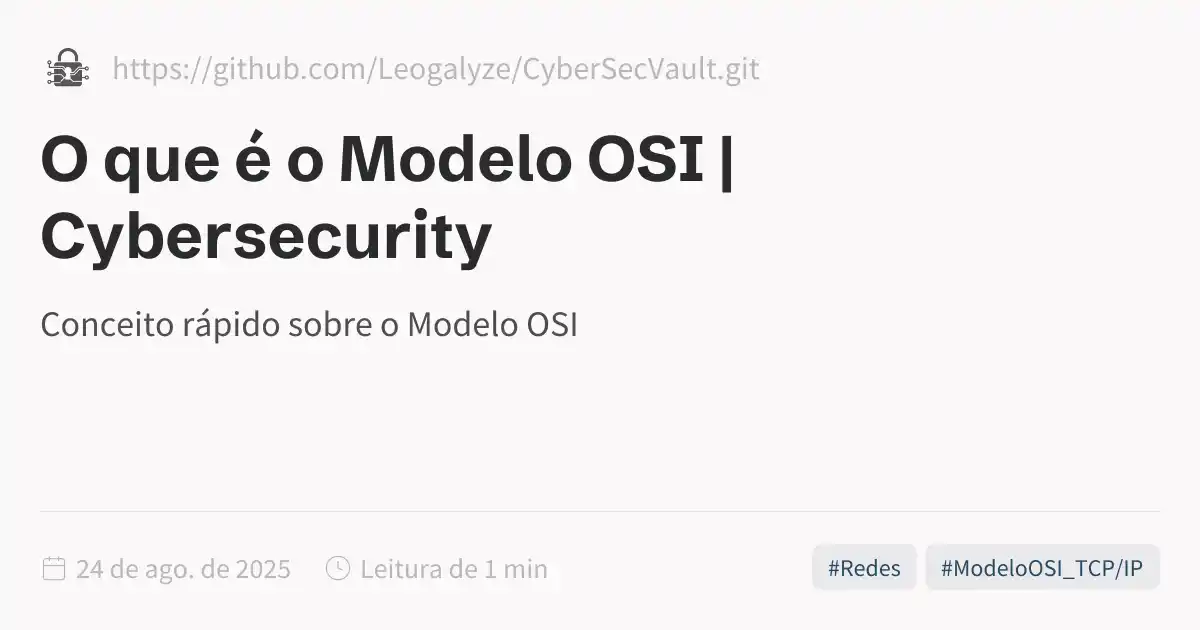 https://github.com/Leogalyze/CyberSecVault.git
O que é o Modelo OSI |
Cybersecurity
Conceito rápido sobre o Modelo OSI
24 de ago. de 2025 Leitura de 1 min #Redes #ModeloOSI_TCP/IP